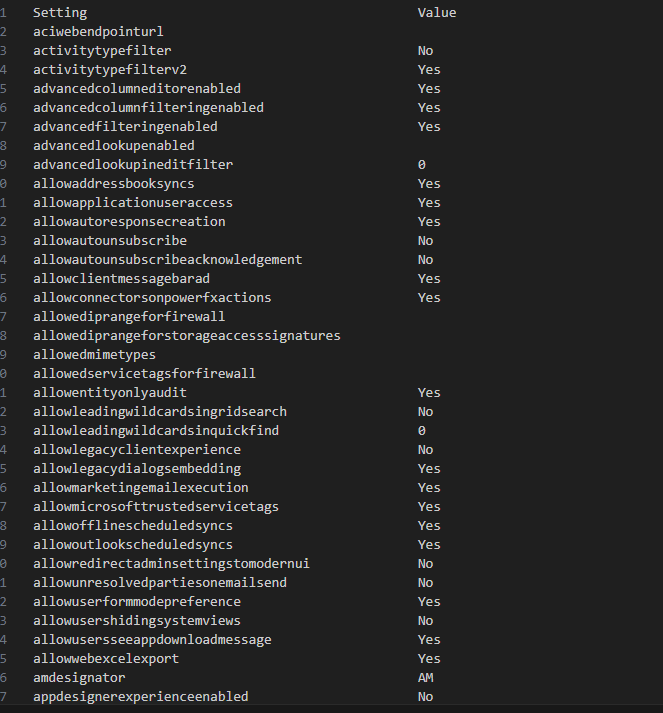 1 Setting Value
2 aciwebendpointurl
3 activitytypefilter No
4 activitytypefilterv2 Yes
5 advancedcolumneditorenabled Yes
6 advancedcolumnfilteringenabled Yes
7 advancedfilteringenabled Yes
8 advancedlookupenabled
9 advancedlookupineditfilter 0
0 allowaddressbooksyncs Yes
1 allowapplicationuseraccess Yes
2 allowautoresponsecreation Yes
3 allowautounsubscribe No
4 allowautounsubscribeacknowledgement No
5 allowclientmessagebarad Yes
6 allowconnectorsonpowerfxactions Yes
7 allowediprangeforfirewall
8 allowediprangeforstorageaccesssignatures
9 allowedmimetypes
0 allowedservicetagsforfirewall
1 allowentityonlyaudit Yes
2 allowleadingwildcardsingridsearch No
3 allowleadingwildcardsinquickfind 0
4 allowlegacyclientexperience No
5 allowlegacydialogsembedding Yes
6 allowmarketingemailexecution Yes
7 allowmicrosofttrustedservicetags Yes
8 allowofflinescheduledsyncs Yes
9 allowoutlookscheduledsyncs Yes
0 allowredirectadminsettingstomodernui No
1 allowunresolvedpartiesonemailsend No
2 allowuserformmodepreference Yes
3 allowusershidingsystemviews No
4 allowusersseeappdownloadmessage Yes
5 allowwebexcelexport Yes
6 amdesignator AM
7 appdesignerexperienceenabled No